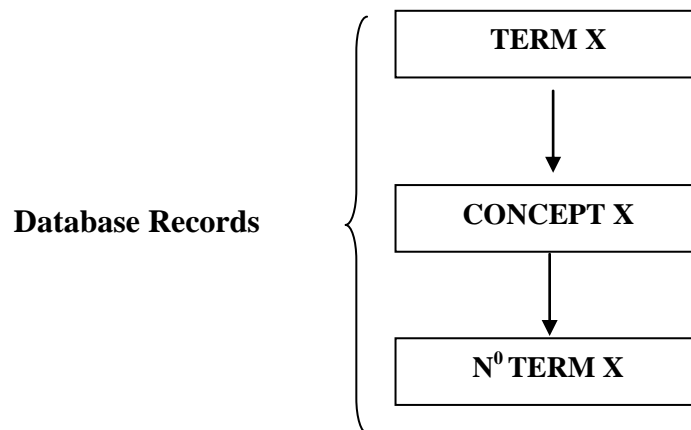 TERM X
CONCEPT X
Database Records
N⁰ TERM X